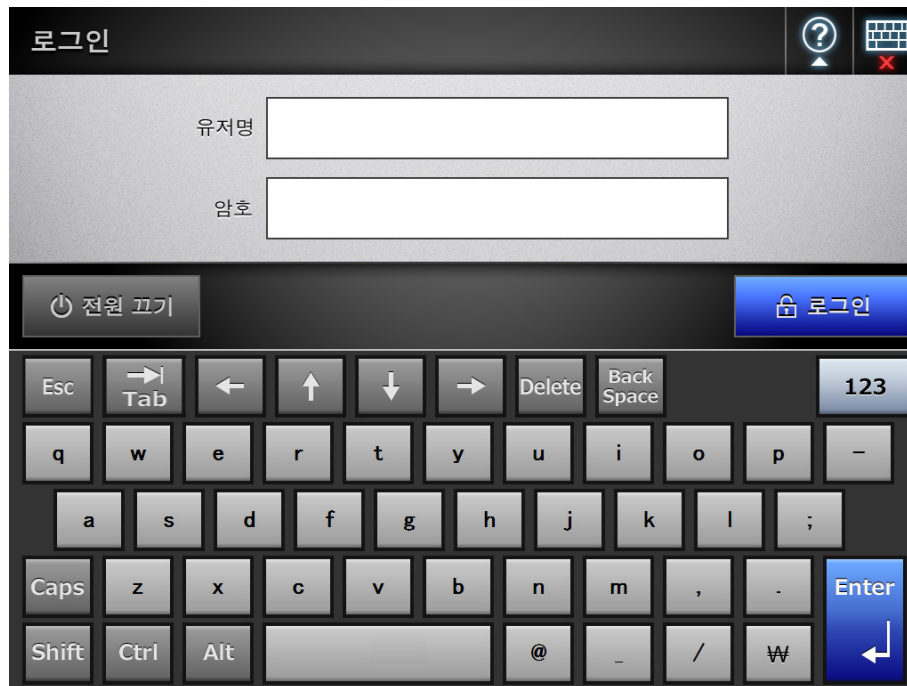 로그인
?
유저명
암호
전원 끄기
로그인
Esc Tab Delete Back Space 123
q w e r t y u i o p -
a s d f g h j k l ;
Caps z x c v b n m , . Enter
Shift Ctrl Alt @ _ / ₩